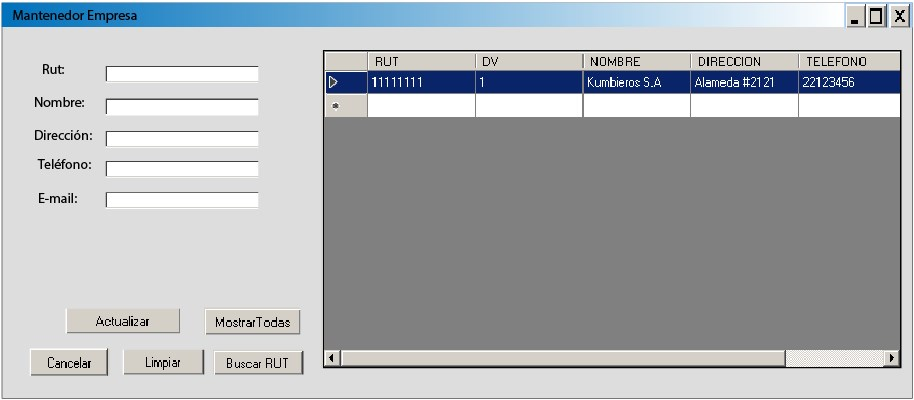 Mantenedor Empresa
Rut:
Nombre:
Dirección:
Teléfono:
E-mail:
RUT DV NOMBRE DIRECCION TELEFONO
11111111 1 Kumbieros S.A Alameda #2121 22123456
Actualizar MostrarTodas
Cancelar Limpiar Buscar RUT